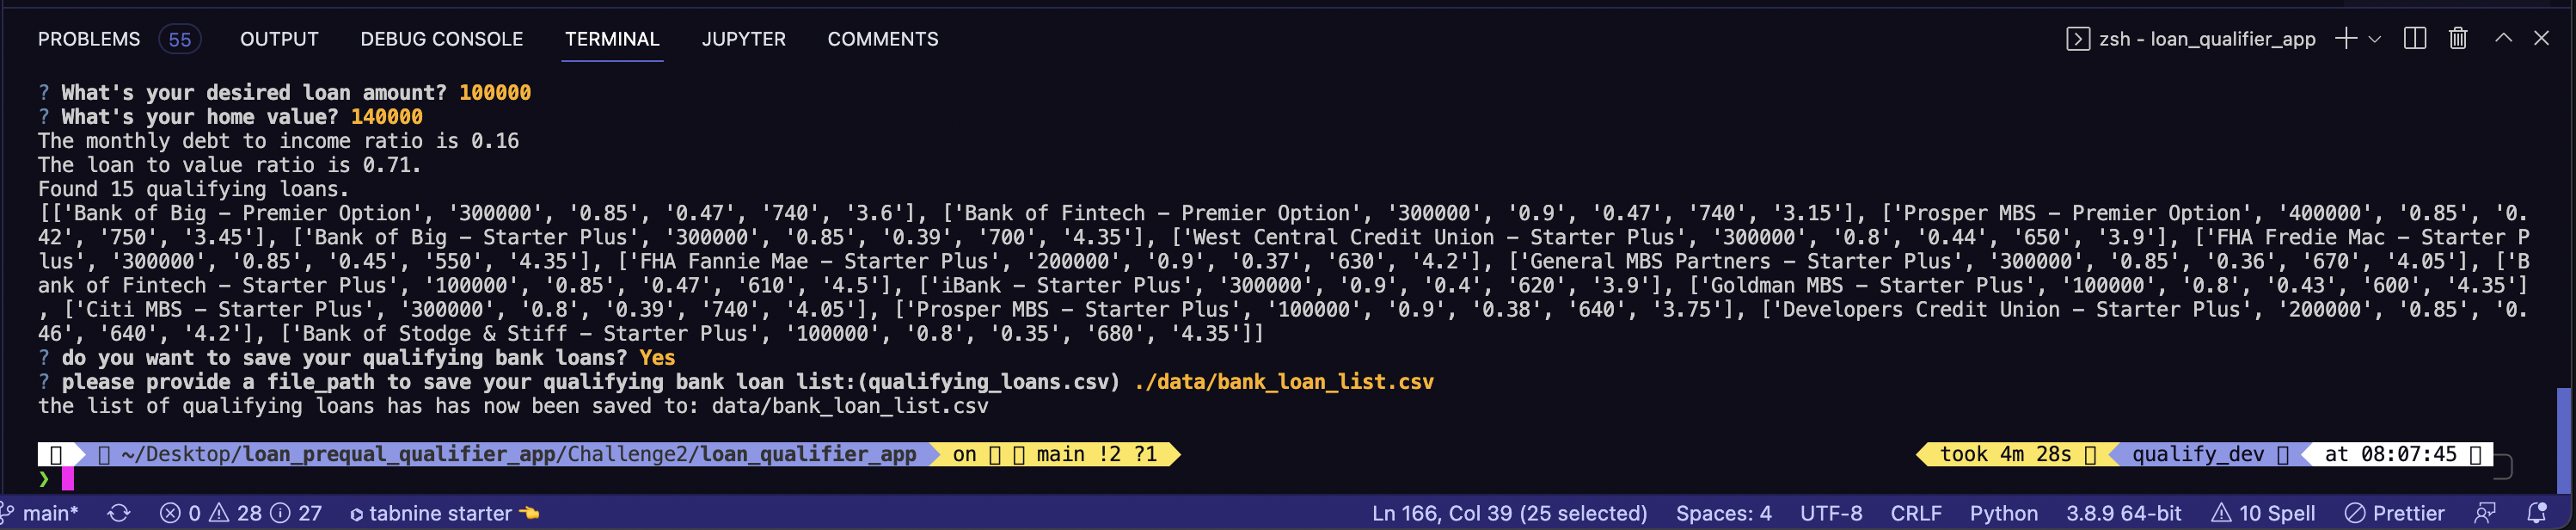 PROBLEMS 55 OUTPUT DEBUG CONSOLE TERMINAL JUPYTER COMMENTS zsh - loan_qualifier_app
? What's your desired loan amount? 100000
? What's your home value? 140000
The monthly debt to income ratio is 0.16
The loan to value ratio is 0.71.
Found 15 qualifying loans.
[['Bank of Big - Premier Option', '300000', '0.85', '0.47', '740', '3.6'], ['Bank of Fintech - Premier Option', '300000', '0.9', '0.47', '740', '3.15'], ['Prosper MBS - Premier Option', '400000', '0.85', '0.
42', '750', '3.45'], ['Bank of Big - Starter Plus', '300000', '0.85', '0.39', '700', '4.35'], ['West Central Credit Union - Starter Plus', '300000', '0.8', '0.44', '650', '3.9'], ['FHA Fredie Mac - Starter P
lus', '300000', '0.85', '0.45', '550', '4.35'], ['FHA Fannie Mae - Starter Plus', '200000', '0.9', '0.37', '630', '4.2'], ['General MBS Partners - Starter Plus', '300000', '0.85', '0.36', '670', '4.05'], ['B
ank of Fintech - Starter Plus', '100000', '0.85', '0.47', '610', '4.5'], ['iBank - Starter Plus', '300000', '0.9', '0.4', '620', '3.9'], ['Goldman MBS - Starter Plus', '100000', '0.8', '0.43', '600', '4.35']
, ['Citi MBS - Starter Plus', '300000', '0.8', '0.39', '740', '4.05'], ['Prosper MBS - Starter Plus', '100000', '0.9', '0.38', '640', '3.75'], ['Developers Credit Union - Starter Plus', '200000', '0.85', '0.
46', '640', '4.2'], ['Bank of Stodge & Stiff - Starter Plus', '100000', '0.8', '0.35', '680', '4.35']]
? do you want to save your qualifying bank loans? Yes
? please provide a file_path to save your qualifying bank loan list:(qualifying_loans.csv) ./data/bank_loan_list.csv
the list of qualifying loans has has now been saved to: data/bank_loan_list.csv
~/Desktop/loan_prequal_qualifier_app/Challenge2/loan_qualifier_app on main !2 ?1 took 4m 28s qualify_dev at 08:07:45
❯
main* 0 28 27 tabnine starter 👈 Ln 166, Col 39 (25 selected) Spaces: 4 UTF-8 CRLF Python 3.8.9 64-bit 10 Spell Prettier